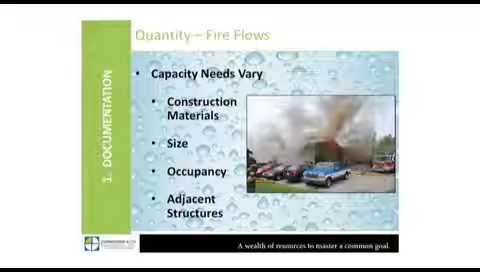 Quantity – Fire Flows
1. DOCUMENTATION
• Capacity Needs Vary
• Construction
Materials
• Size
• Occupancy
• Adjacent
Structures
A wealth of resources to master a common goal.